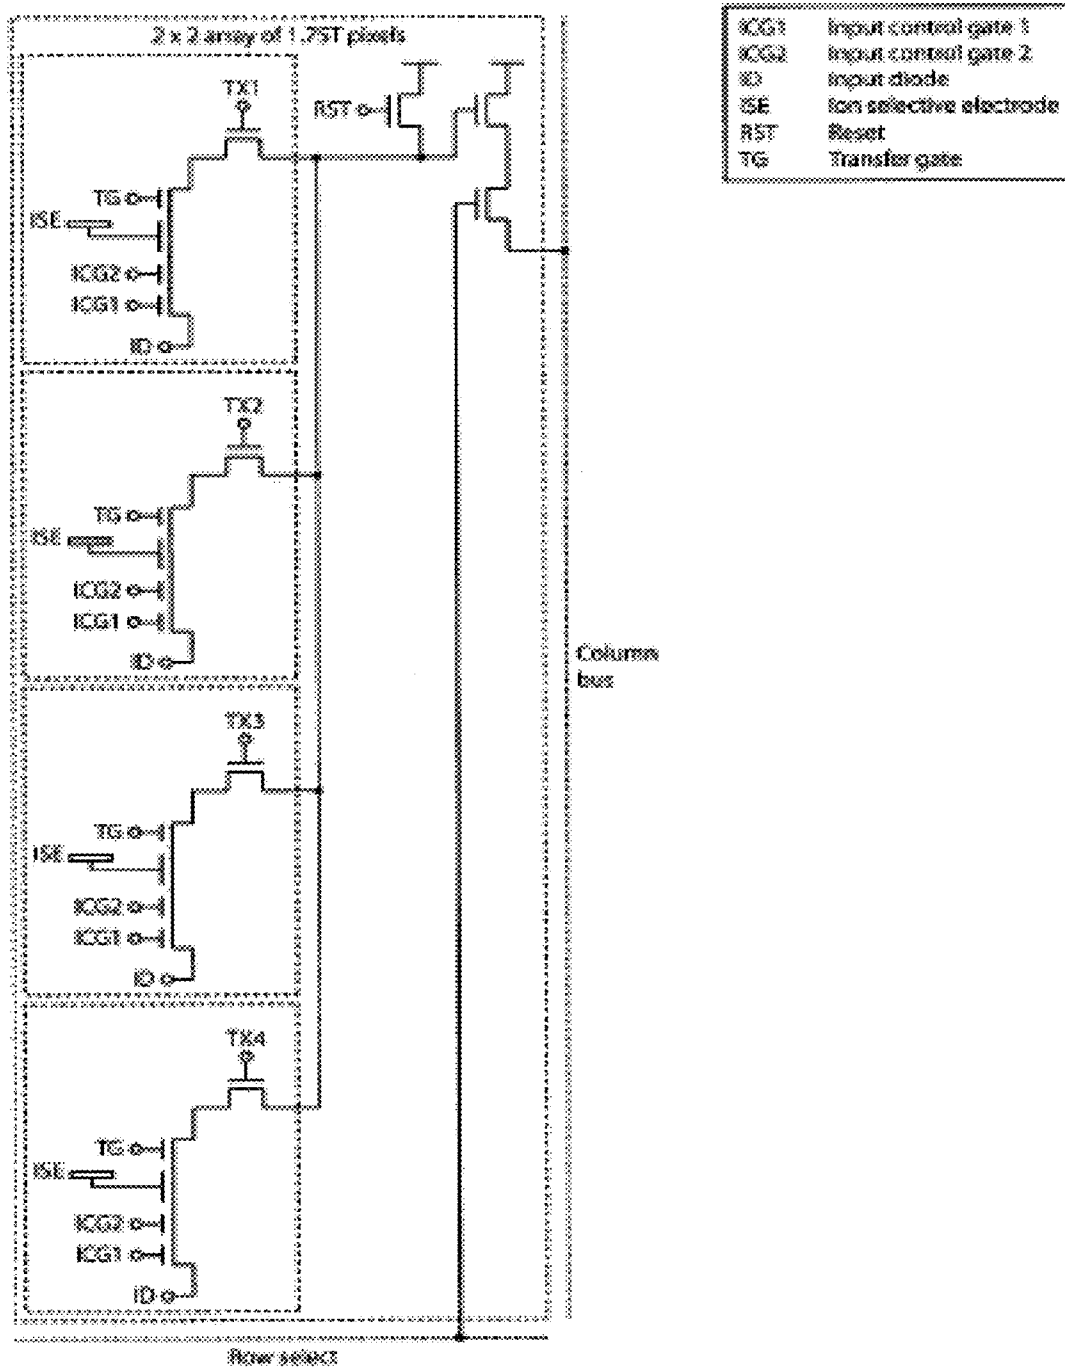 2 x 2 array of 1.75T pixels
ICG1 Input control gate 1
ICG2 Input control gate 2
ID Input diode
ISE Ion selective electrode
RST Reset
TG Transfer gate
TX1
RST
TG
ISE
ICG2
ICG1
ID
TX2
TG
ISE
ICG2
ICG1
ID
Column
bus
TX3
TG
ISE
ICG2
ICG1
ID
TX4
TG
ISE
ICG2
ICG1
ID
Row select